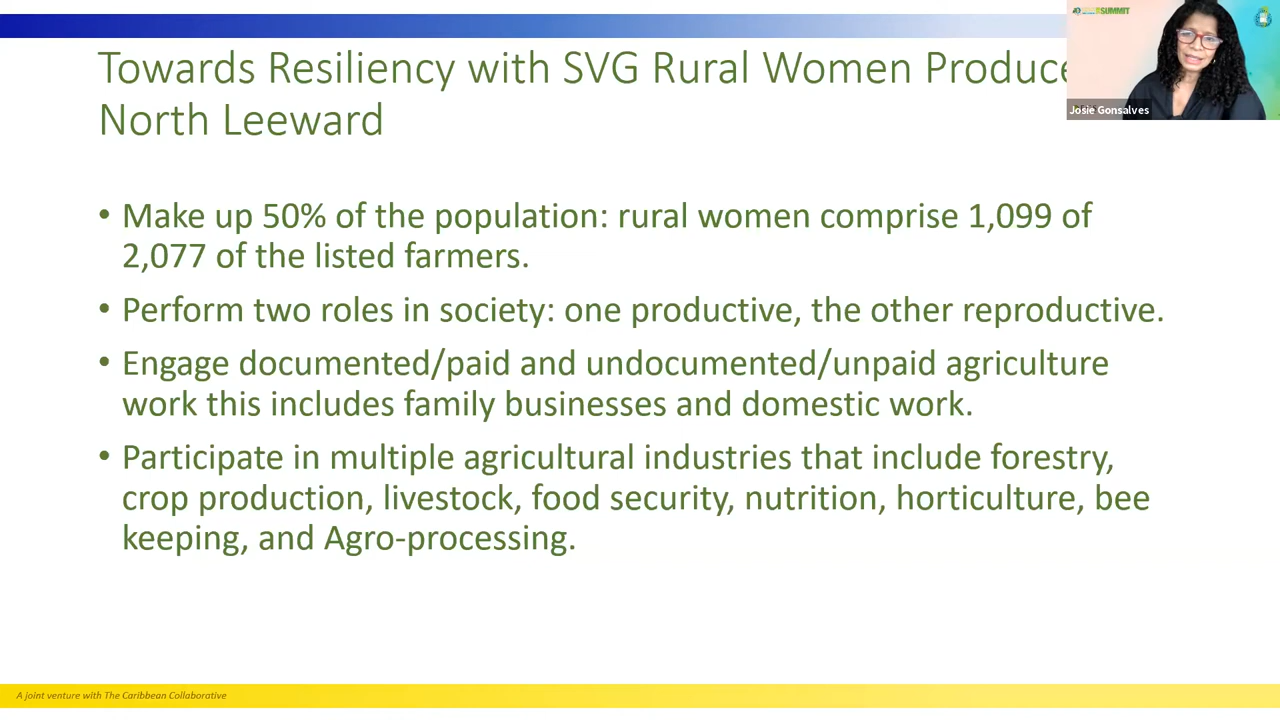 SUMMIT
Towards Resiliency with SVG Rural Women
North Leeward
Josie Gonsalves
• Make up 50% of the population: rural women comprise 1,099 of
2,077 of the listed farmers.
• Perform two roles in society: one productive, the other reproductive.
• Engage documented/paid and undocumented/unpaid agriculture
work this includes family businesses and domestic work.
• Participate in multiple agricultural industries that include forestry,
crop production, livestock, food security, nutrition, horticulture, bee
keeping, and Agro-processing.
A joint venture with The Caribbean Collaborative